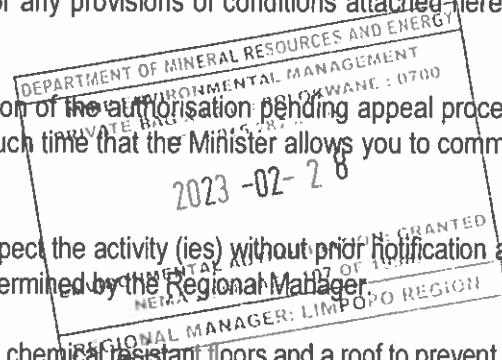 or any provisions or conditions attached here
DEPARTMENT OF MINERAL RESOURCES AND ENERGY
ENVIRONMENTAL MANAGEMENT
PRIVATE BAG POLOKWANE : 0700
on of the authorisation pending appeal proce
uch time that the Minister allows you to comm
2023 -02- 28
pect the activity (ies) without prior notification a
ENVIRONMENTAL GRANTED
ermined by the Regional Manager.
NEMA 107 OF
REGIONAL MANAGER: LIMPOPO REGION
chemical resistant floors and a roof to prevent